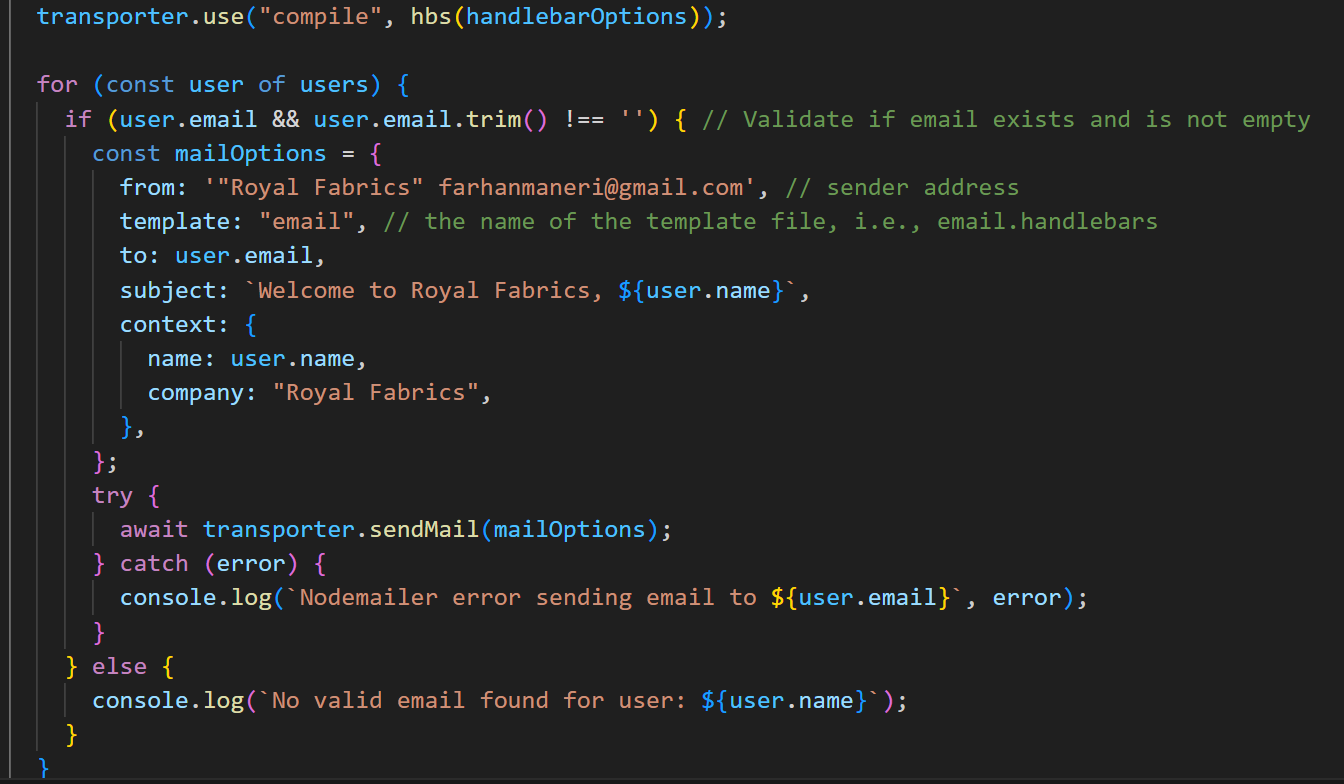 transporter.use("compile", hbs(handlebarOptions));
for (const user of users) {
if (user.email && user.email.trim() !== '') { // Validate if email exists and is not empty
const mailOptions = {
from: '"Royal Fabrics" farhanmaneri@gmail.com', // sender address
template: "email", // the name of the template file, i.e., email.handlebars
to: user.email,
subject: `Welcome to Royal Fabrics, ${user.name}`,
context: {
name: user.name,
company: "Royal Fabrics",
},
};
try {
await transporter.sendMail(mailOptions);
} catch (error) {
console.log(`Nodemailer error sending email to ${user.email}`, error);
}
} else {
console.log(`No valid email found for user: ${user.name}`);
}
}